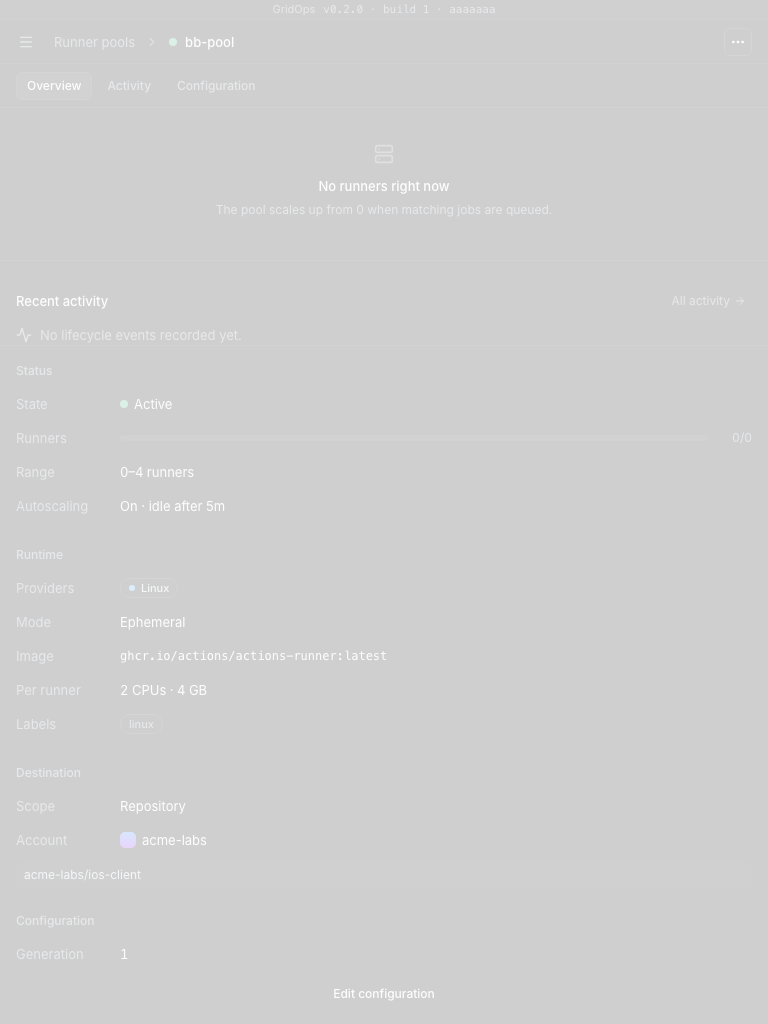 GridOps v0.2.0 · build 1 · aaaaaaa
Runner pools > bb-pool
Overview Activity Configuration
No runners right now
The pool scales up from 0 when matching jobs are queued.
Recent activity All activity →
No lifecycle events recorded yet.
Status
State Active
Runners 0/0
Range 0–4 runners
Autoscaling On · idle after 5m
Runtime
Providers Linux
Mode Ephemeral
Image ghcr.io/actions/actions-runner:latest
Per runner 2 CPUs · 4 GB
Labels linux
Destination
Scope Repository
Account acme-labs
acme-labs/ios-client
Configuration
Generation 1
Edit configuration